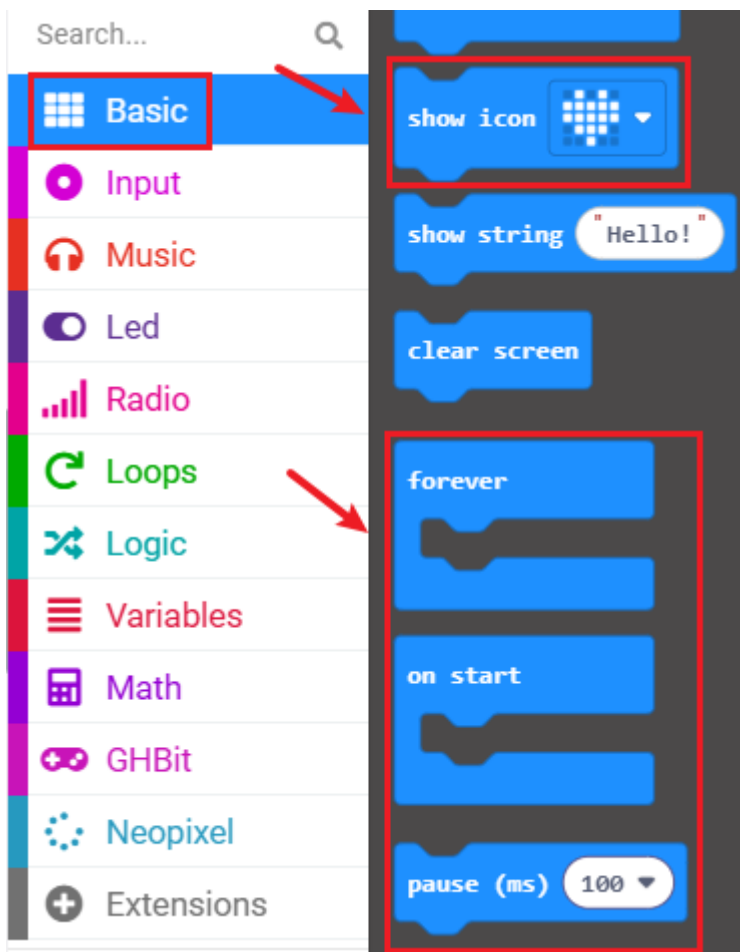 Search...
Basic
Input
Music
Led
Radio
Loops
Logic
Variables
Math
GHBit
Neopixel
Extensions
show icon
show string "Hello!"
clear screen
forever
on start
pause (ms) 100